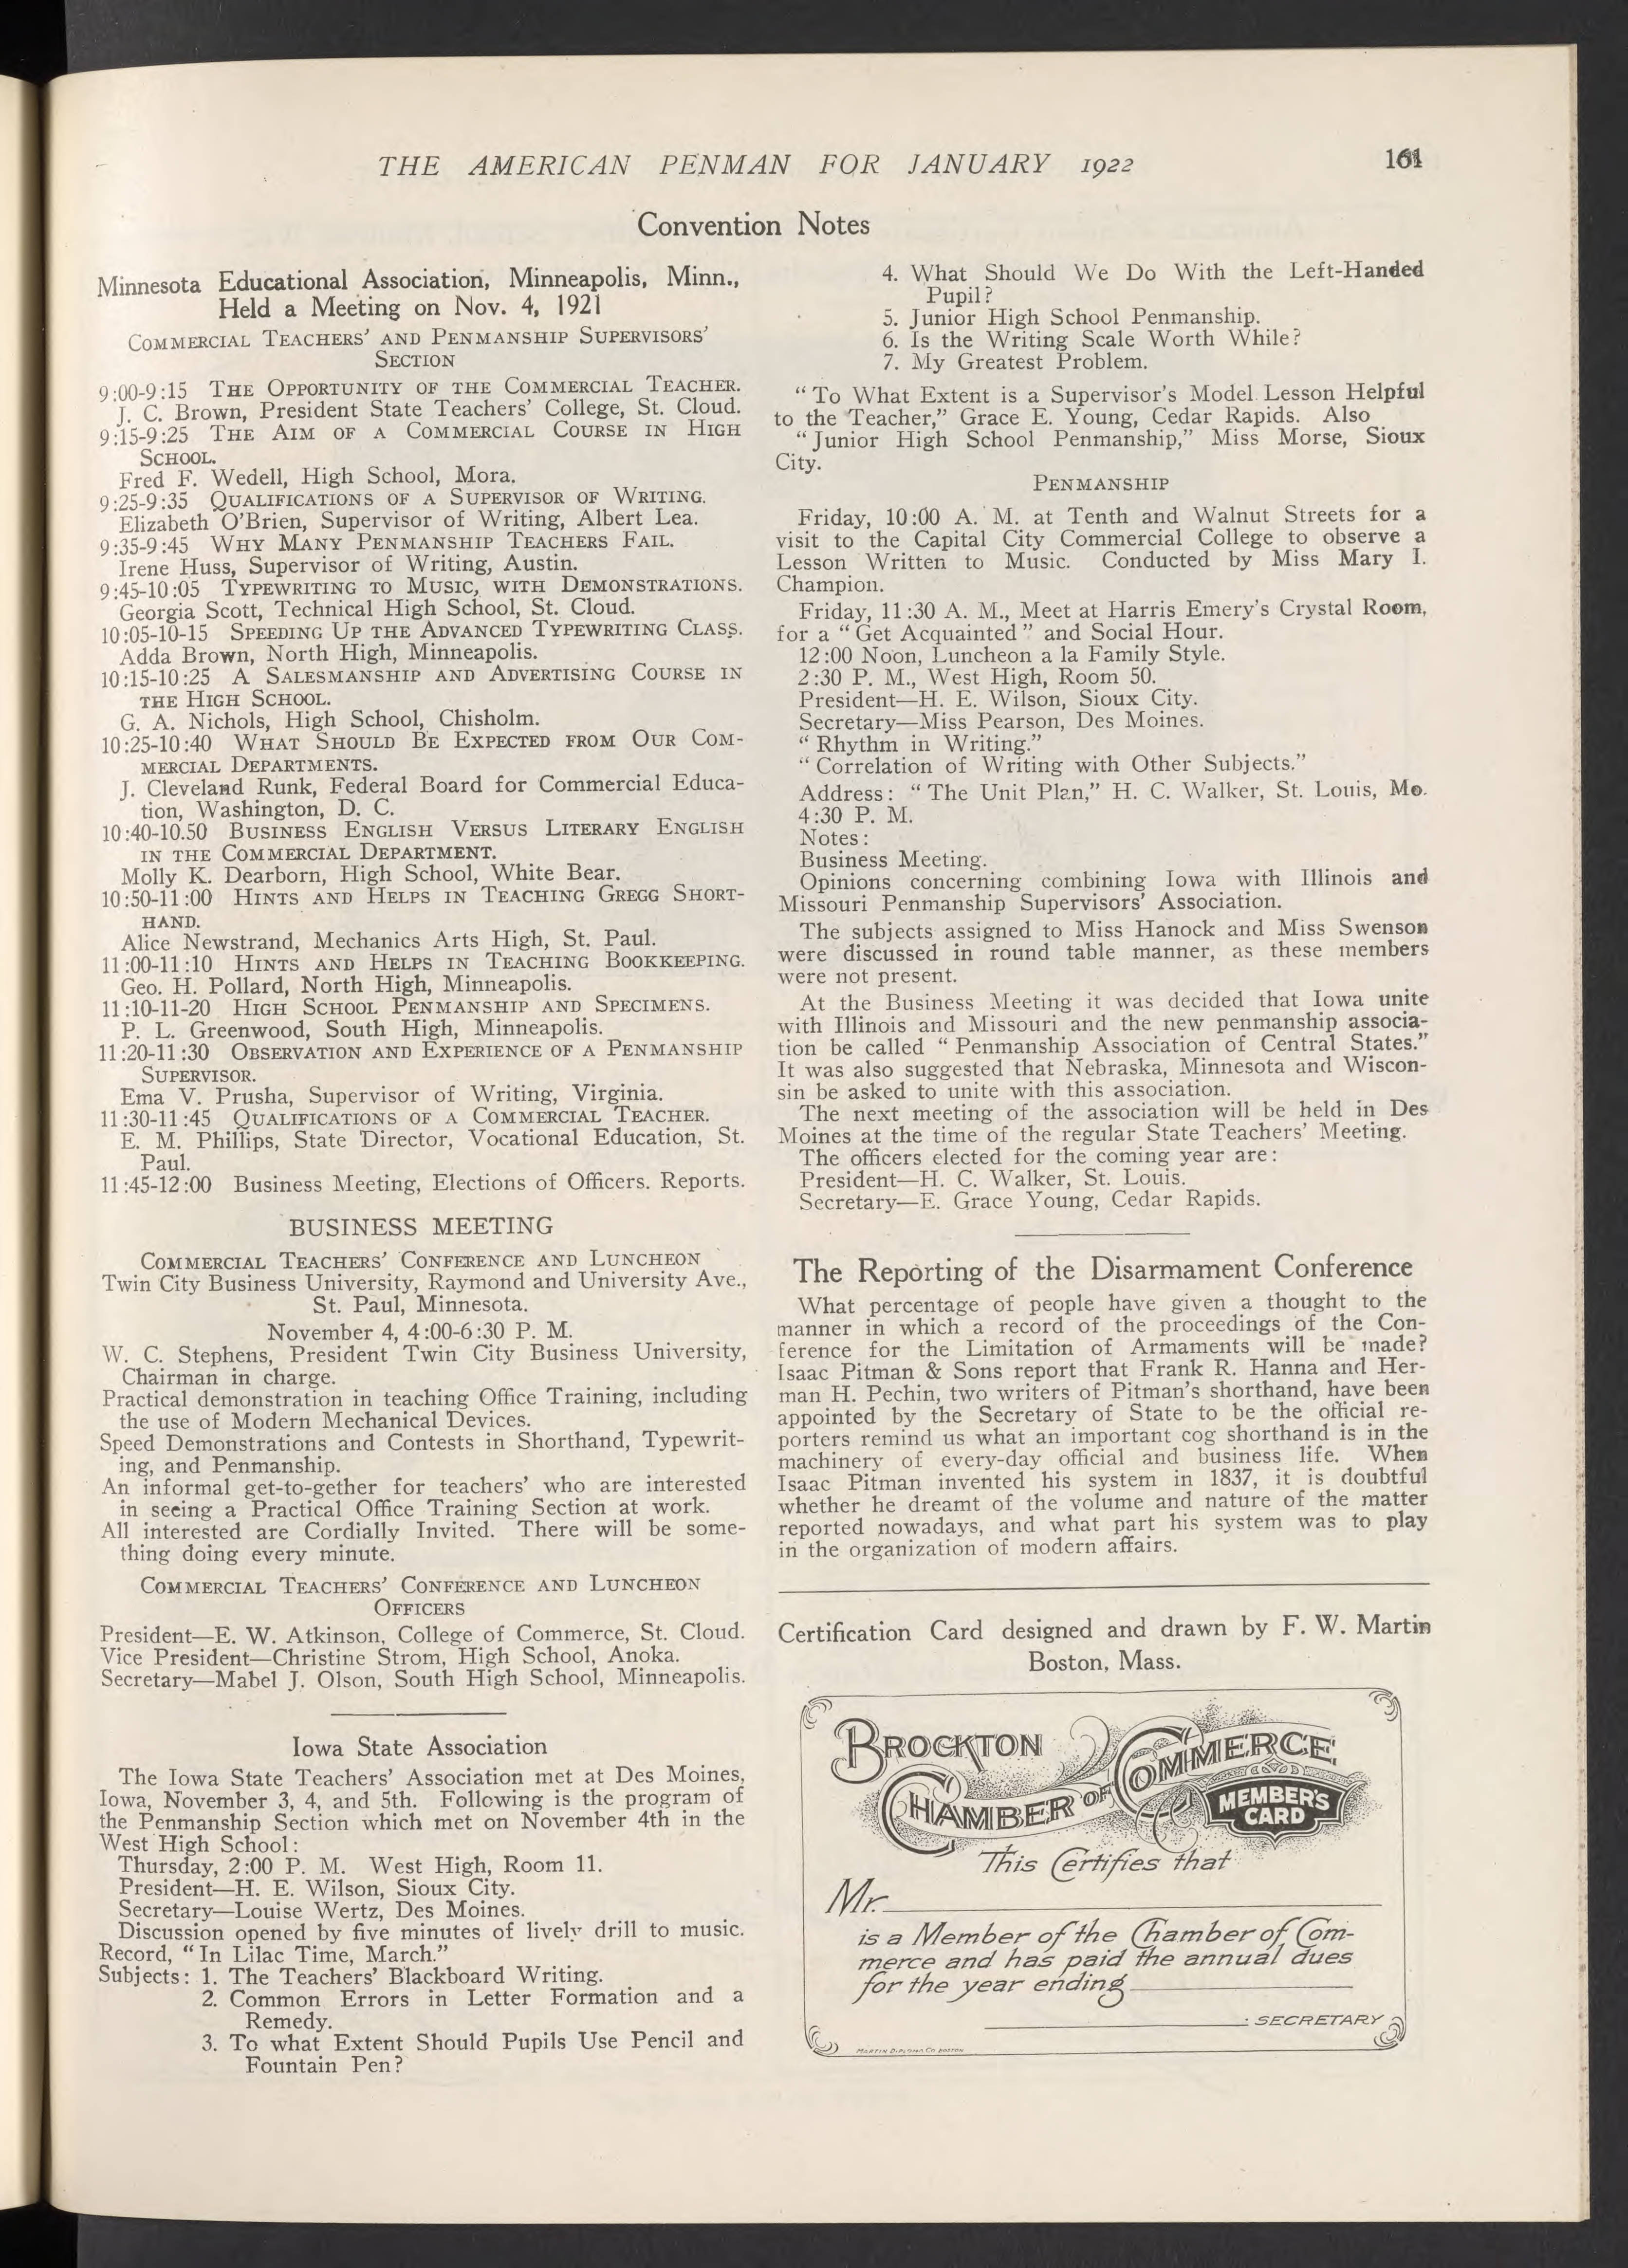 THE AMERICAN PENMAN FOR JANUARY 1922
161
Convention Notes
Minnesota Educational Association, Minneapolis, Minn.,
Held a Meeting on Nov. 4, 1921
COMMERCIAL TEACHERS' AND PENMANSHIP SUPERVISORS'
SECTION
9:00-9:15 THE OPPORTUNITY OF THE COMMERCIAL TEACHER.
J. C. Brown, President State Teachers' College, St. Cloud.
9:15-9:25 THE AIM OF A COMMERCIAL COURSE IN HIGH
SCHOOL.
Fred F. Wedell, High School, Mora.
9:25-9:35 QUALIFICATIONS OF A SUPERVISOR OF WRITING.
Elizabeth O'Brien, Supervisor of Writing, Albert Lea.
9:35-9:45 WHY MANY PENMANSHIP TEACHERS FAIL.
Irene Huss, Supervisor of Writing, Austin.
9:45-10:05 TYPEWRITING TO MUSIC, WITH DEMONSTRATIONS.
Georgia Scott, Technical High School, St. Cloud.
10:05-10-15 SPEEDING UP THE ADVANCED TYPEWRITING CLASS.
Adda Brown, North High, Minneapolis.
10:15-10:25 A SALESMANSHIP AND ADVERTISING COURSE IN
THE HIGH SCHOOL.
G. A. Nichols, High School, Chisholm.
10:25-10:40 WHAT SHOULD BE EXPECTED FROM OUR COM-
MERCIAL DEPARTMENTS.
J. Cleveland Runk, Federal Board for Commercial Educa-
tion, Washington, D. C.
10:40-10.50 BUSINESS ENGLISH VERSUS LITERARY ENGLISH
IN THE COMMERCIAL DEPARTMENT.
Molly K. Dearborn, High School, White Bear.
10:50-11:00 HINTS AND HELPS IN TEACHING GREGG SHORT-
HAND.
Alice Newstrand, Mechanics Arts High, St. Paul.
11:00-11:10 HINTS AND HELPS IN TEACHING BOOKKEEPING.
Geo. H. Pollard, North High, Minneapolis.
11:10-11-20 HIGH SCHOOL PENMANSHIP AND SPECIMENS.
P. L. Greenwood, South High, Minneapolis.
11:20-11:30 OBSERVATION AND EXPERIENCE OF A PENMANSHIP
SUPERVISOR.
Ema V. Prusha, Supervisor of Writing, Virginia.
11:30-11:45 QUALIFICATIONS OF A COMMERCIAL TEACHER.
E. M. Phillips, State Director, Vocational Education, St.
Paul.
11:45-12:00 Business Meeting, Elections of Officers. Reports.
BUSINESS MEETING
COMMERCIAL TEACHERS' CONFERENCE AND LUNCHEON
Twin City Business University, Raymond and University Ave.,
St. Paul, Minnesota.
November 4, 4:00-6:30 P. M.
W. C. Stephens, President Twin City Business University,
Chairman in charge.
Practical demonstration in teaching Office Training, including
the use of Modern Mechanical Devices.
Speed Demonstrations and Contests in Shorthand, Typewrit-
ing, and Penmanship.
An informal get-to-gether for teachers' who are interested
in seeing a Practical Office Training Section at work.
All interested are Cordially Invited. There will be some-
thing doing every minute.
COMMERCIAL TEACHERS' CONFERENCE AND LUNCHEON
OFFICERS
President—E. W. Atkinson, College of Commerce, St. Cloud.
Vice President—Christine Strom, High School, Anoka.
Secretary—Mabel J. Olson, South High School, Minneapolis.
Iowa State Association
The Iowa State Teachers' Association met at Des Moines,
Iowa, November 3, 4, and 5th. Following is the program of
the Penmanship Section which met on November 4th in the
West High School:
Thursday, 2:00 P. M. West High, Room 11.
President—H. E. Wilson, Sioux City.
Secretary—Louise Wertz, Des Moines.
Discussion opened by five minutes of lively drill to music.
Record, "In Lilac Time, March."
Subjects: 1. The Teachers' Blackboard Writing.
2. Common Errors in Letter Formation and a
Remedy.
3. To what Extent Should Pupils Use Pencil and
Fountain Pen?
4. What Should We Do With the Left-Handed
Pupil?
5. Junior High School Penmanship.
6. Is the Writing Scale Worth While?
7. My Greatest Problem.
"To What Extent is a Supervisor's Model Lesson Helpful
to the Teacher," Grace E. Young, Cedar Rapids. Also
"Junior High School Penmanship," Miss Morse, Sioux
City.
PENMANSHIP
Friday, 10:00 A. M. at Tenth and Walnut Streets for a
visit to the Capital City Commercial College to observe a
Lesson Written to Music. Conducted by Miss Mary I.
Champion.
Friday, 11:30 A. M., Meet at Harris Emery's Crystal Room,
for a "Get Acquainted" and Social Hour.
12:00 Noon, Luncheon a la Family Style.
2:30 P. M., West High, Room 50.
President—H. E. Wilson, Sioux City.
Secretary—Miss Pearson, Des Moines.
"Rhythm in Writing."
"Correlation of Writing with Other Subjects."
Address: "The Unit Plan," H. C. Walker, St. Louis, Mo.
4:30 P. M.
Notes:
Business Meeting.
Opinions concerning combining Iowa with Illinois and
Missouri Penmanship Supervisors' Association.
The subjects assigned to Miss Hanock and Miss Swenson
were discussed in round table manner, as these members
were not present.
At the Business Meeting it was decided that Iowa unite
with Illinois and Missouri and the new penmanship associa-
tion be called "Penmanship Association of Central States."
It was also suggested that Nebraska, Minnesota and Wiscon-
sin be asked to unite with this association.
The next meeting of the association will be held in Des
Moines at the time of the regular State Teachers' Meeting.
The officers elected for the coming year are:
President—H. C. Walker, St. Louis.
Secretary—E. Grace Young, Cedar Rapids.
The Reporting of the Disarmament Conference
What percentage of people have given a thought to the
manner in which a record of the proceedings of the Con-
ference for the Limitation of Armaments will be made?
Isaac Pitman & Sons report that Frank R. Hanna and Her-
man H. Pechin, two writers of Pitman's shorthand, have been
appointed by the Secretary of State to be the official re-
porters remind us what an important cog shorthand is in the
machinery of every-day official and business life. When
Isaac Pitman invented his system in 1837, it is doubtful
whether he dreamt of the volume and nature of the matter
reported nowadays, and what part his system was to play
in the organization of modern affairs.
Certification Card designed and drawn by F. W. Martin
Boston, Mass.
BROCKTON
CHAMBER OF COMMERCE
MEMBER'S
CARD
This Certifies that
Mr.
is a Member of the Chamber of Com-
merce and has paid the annual dues
for the year ending
SECRETARY
MARTIN DIPLOMA CO. BOSTON